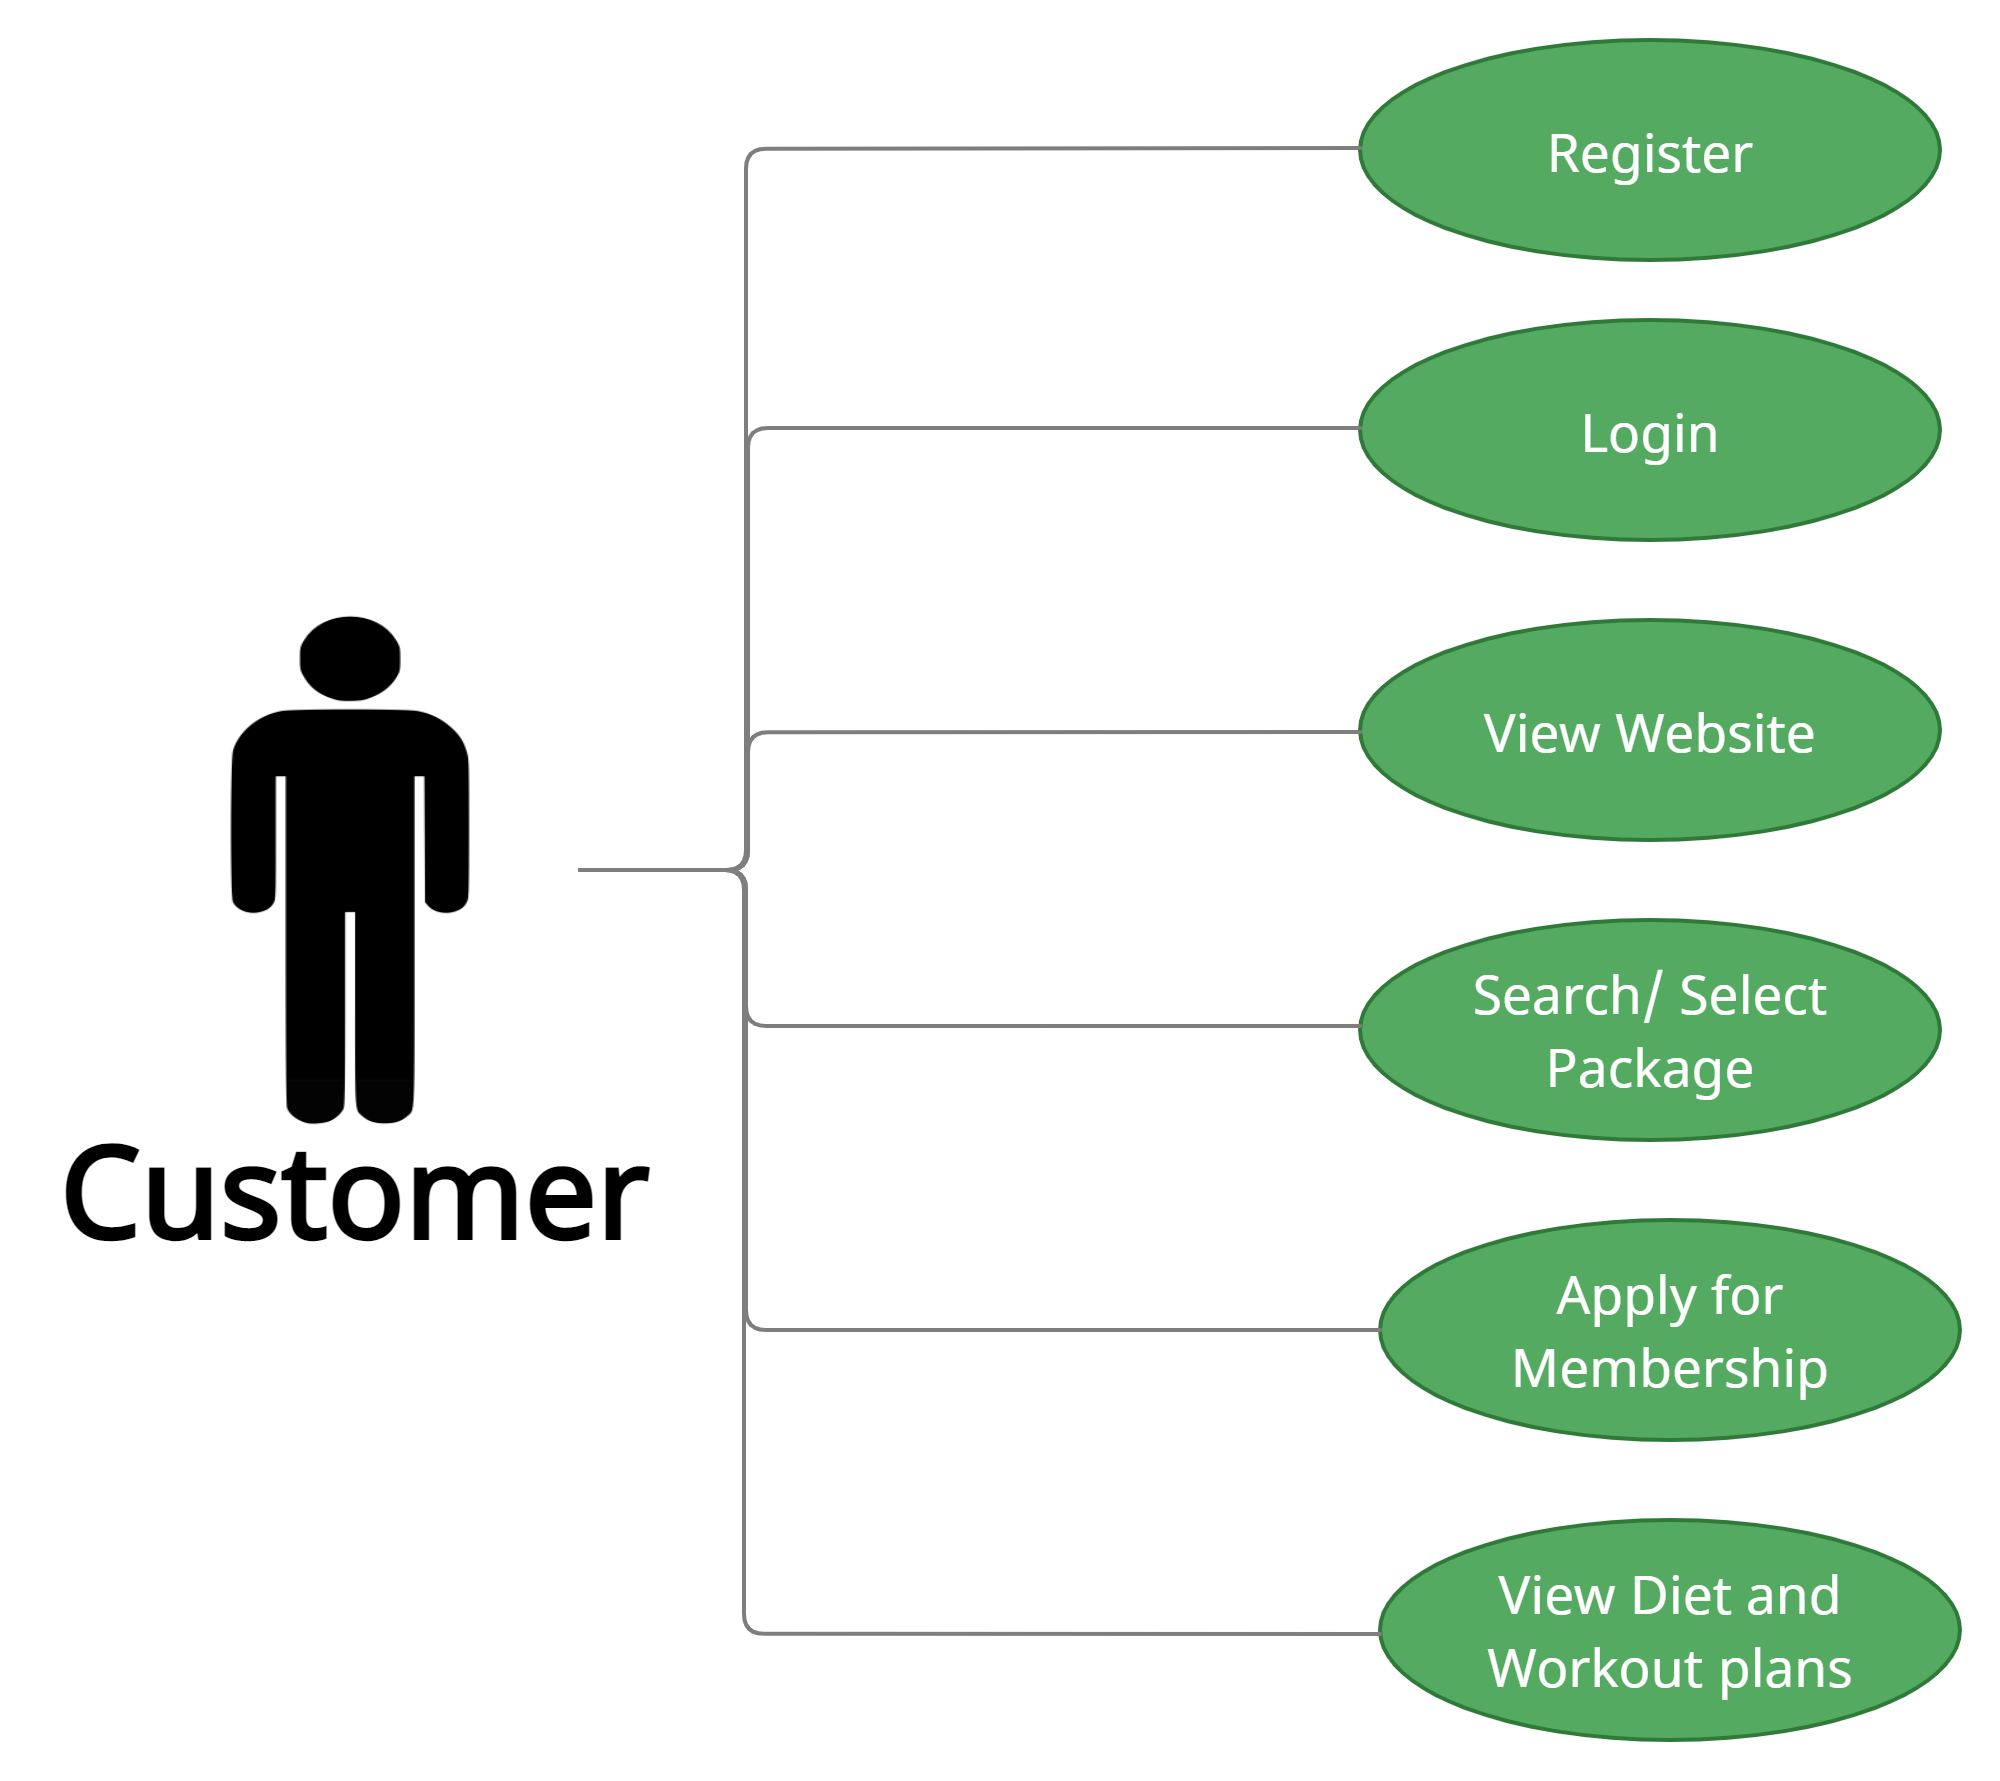 Register
Login
View Website
Search/ Select
Package
Customer
Apply for
Membership
View Diet and
Workout plans